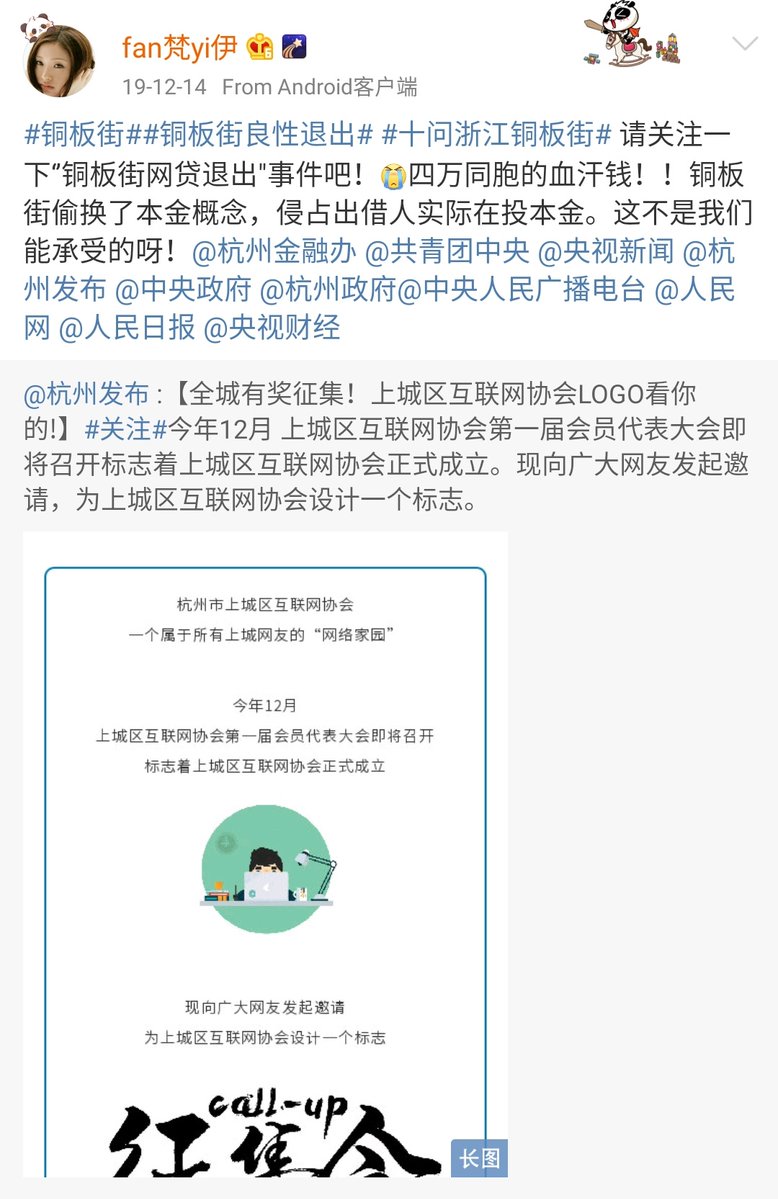 fan梵yi伊
19-12-14 From Android客户端
#铜板街##铜板街良性退出# #十问浙江铜板街# 请关注一
下"铜板街网贷退出"事件吧！😭四万同胞的血汗钱！！铜板
街偷换了本金概念，侵占出借人实际在投本金。这不是我们
能承受的呀！@杭州金融办 @共青团中央 @央视新闻 @杭
州发布 @中央政府 @杭州政府@中央人民广播电台 @人民
网 @人民日报 @央视财经
@杭州发布 :【全城有奖征集！上城区互联网协会LOGO看你
的!】#关注#今年12月 上城区互联网协会第一届会员代表大会即
将召开标志着上城区互联网协会正式成立。现向广大网友发起邀
请，为上城区互联网协会设计一个标志。
杭州市上城区互联网协会
一个属于所有上城网友的“网络家园”
今年12月
上城区互联网协会第一届会员代表大会即将召开
标志着上城区互联网协会正式成立
现向广大网友发起邀请
为上城区互联网协会设计一个标志
call-up
征集令
长图